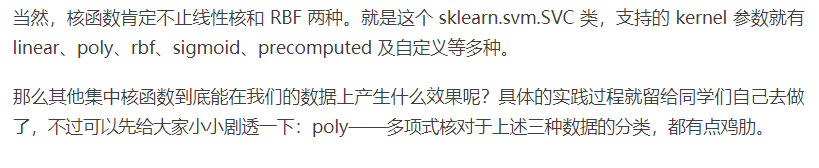 当然，核函数肯定不止线性核和 RBF 两种。就是这个 sklearn.svm.SVC 类，支持的 kernel 参数就有
linear、poly、rbf、sigmoid、precomputed 及自定义等多种。
那么其他集中核函数到底能在我们的数据上产生什么效果呢？具体的实践过程就留给同学们自己去做
了，不过可以先给大家小小剧透一下：poly——多项式核对于上述三种数据的分类，都有点鸡肋。